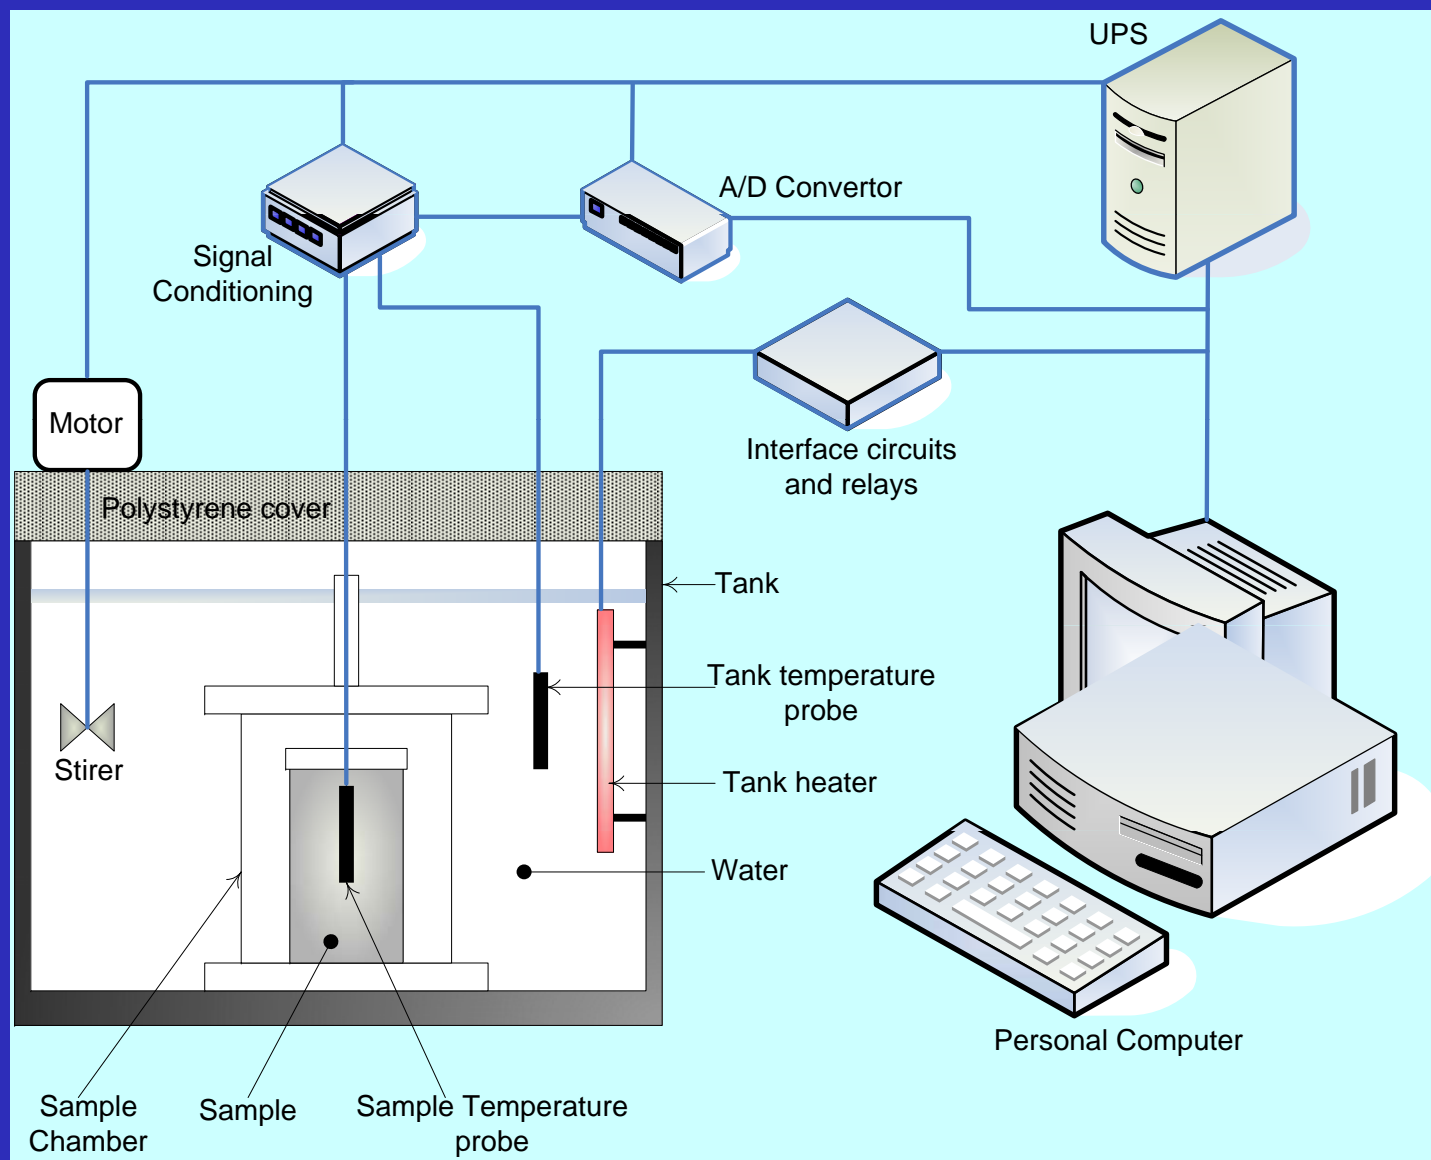 UPS
A/D Convertor
Signal
Conditioning
Motor
Interface circuits
and relays
Polystyrene cover
Tank
Tank temperature
probe
Stirer
Tank heater
Water
Personal Computer
Sample
Chamber
Sample
Sample Temperature
probe